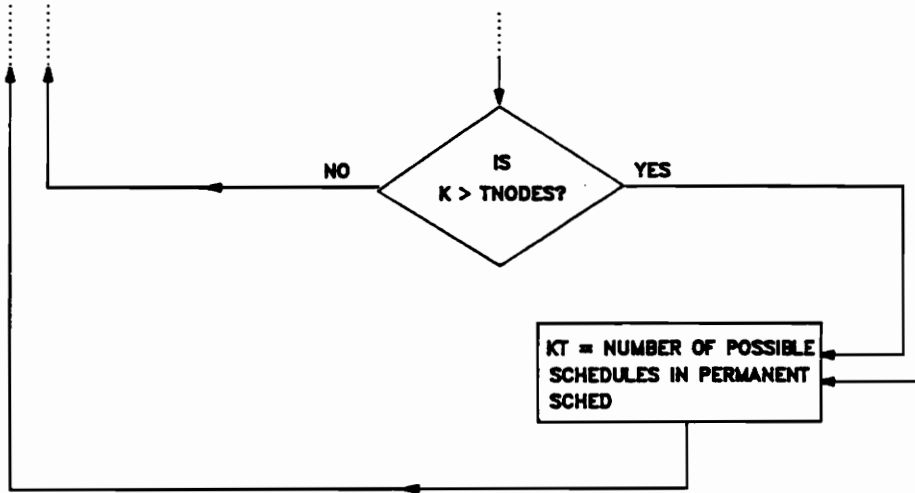 IS
NO
YES
K > TNODES?
KT = NUMBER OF POSSIBLE
SCHEDULES IN PERMANENT
SCHED